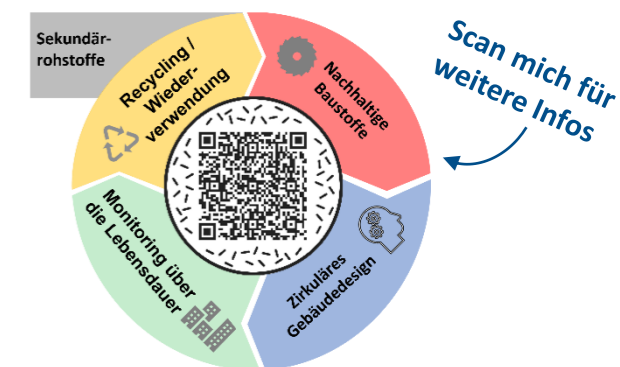 Sekundär-
rohstoffe
Recycling /
Wieder-
verwendung
Nachhaltige
Baustoffe
Scan mich für
weitere Infos
Monitoring über
die Lebensdauer
Zirkuläres
Gebäudedesign